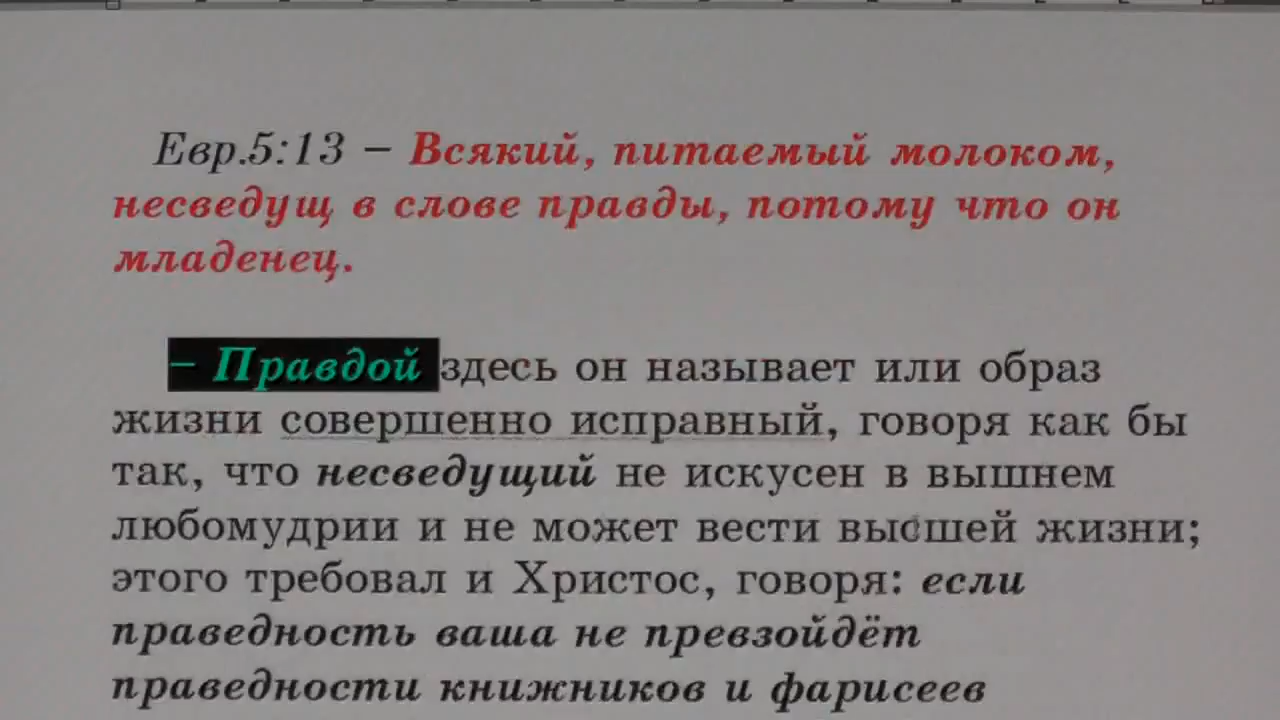 Евр.5:13 – Всякий, питаемый молоком,
несведущ в слове правды, потому что он
младенец.
– Правдой здесь он называет или образ
жизни совершенно исправный, говоря как бы
так, что несведущий не искусен в вышнем
любомудрии и не может вести высшей жизни;
этого требовал и Христос, говоря: если
праведность ваша не превзойдёт
праведности книжников и фарисеев